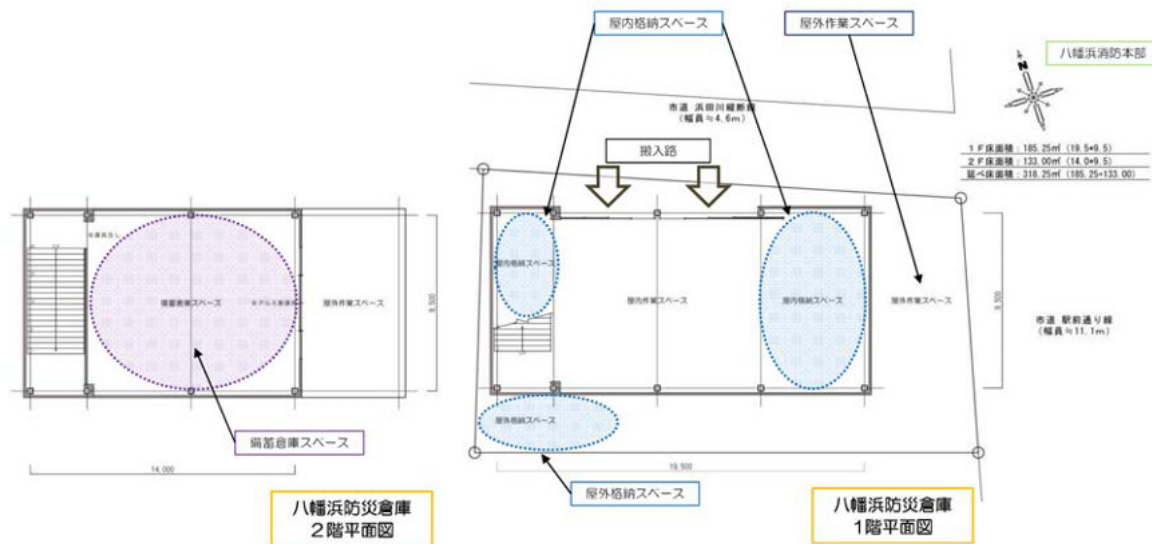 屋内格納スペース
屋外作業スペース
八幡浜消防本部
N
市道 浜田川縦断線
(幅員≒4.6m)
搬入路
1F床面積:185.25㎡ (19.5*9.5)
2F床面積:133.00㎡ (14.0*9.5)
延べ床面積:318.25㎡ (185.25+133.00)
備蓄倉庫スペース
屋外作業スペース
9,500
屋内格納スペース
屋内作業スペース
屋内格納スペース
屋外作業スペース
9,500
市道 駅前通り線
(幅員≒11.1m)
屋外格納スペース
備蓄倉庫スペース
14,000
19,500
屋外格納スペース
八幡浜防災倉庫
2階平面図
八幡浜防災倉庫
1階平面図